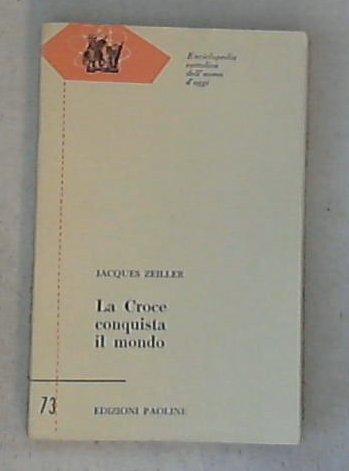 Enciclopedia
cattolica
dell'uomo
d'oggi
JACQUES ZEILLER
La Croce
conquista
il mondo
73
EDIZIONI PAOLINE